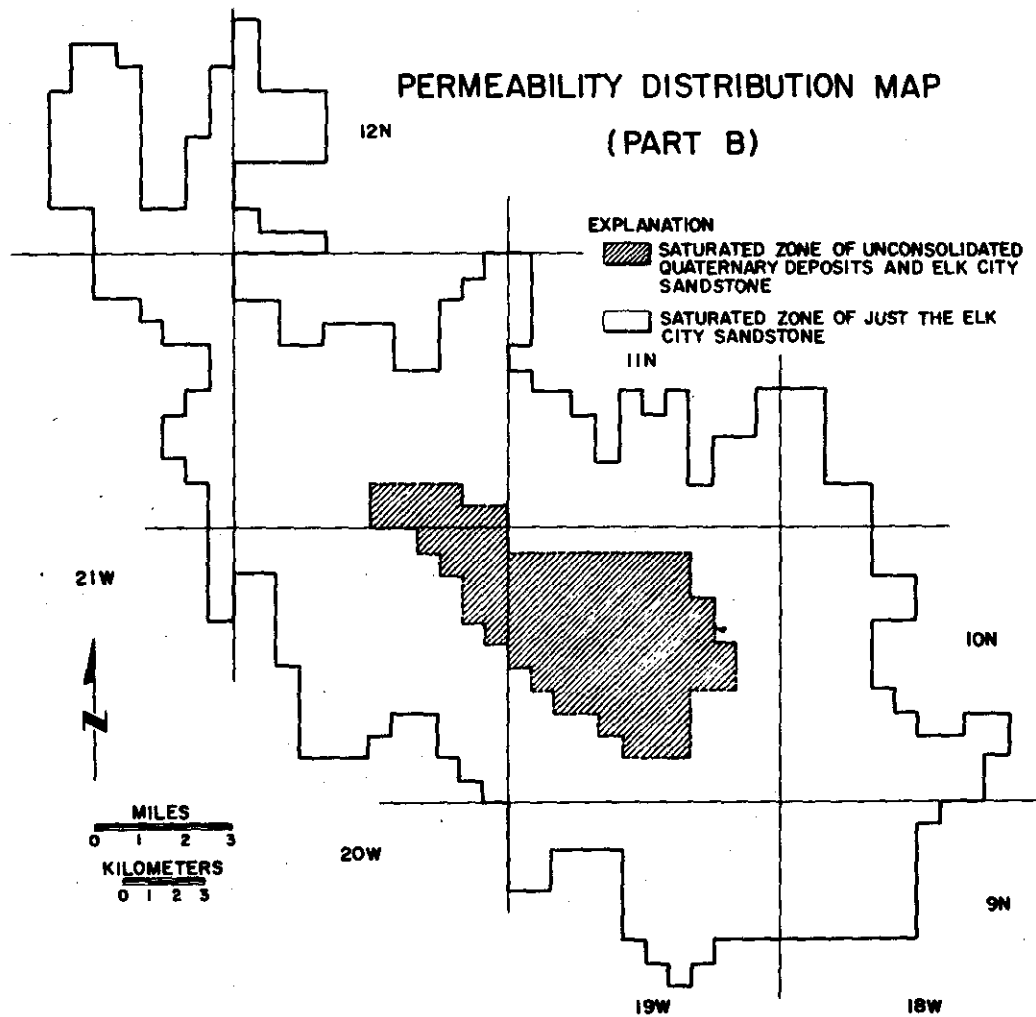 PERMEABILITY DISTRIBUTION MAP
(PART B)
12N
EXPLANATION
SATURATED ZONE OF UNCONSOLIDATED
QUATERNARY DEPOSITS AND ELK CITY
SANDSTONE
SATURATED ZONE OF JUST THE ELK
CITY SANDSTONE
11N
21W
10N
N
MILES
0 1 2 3
KILOMETERS
0 1 2 3
20W
9N
19W
18W